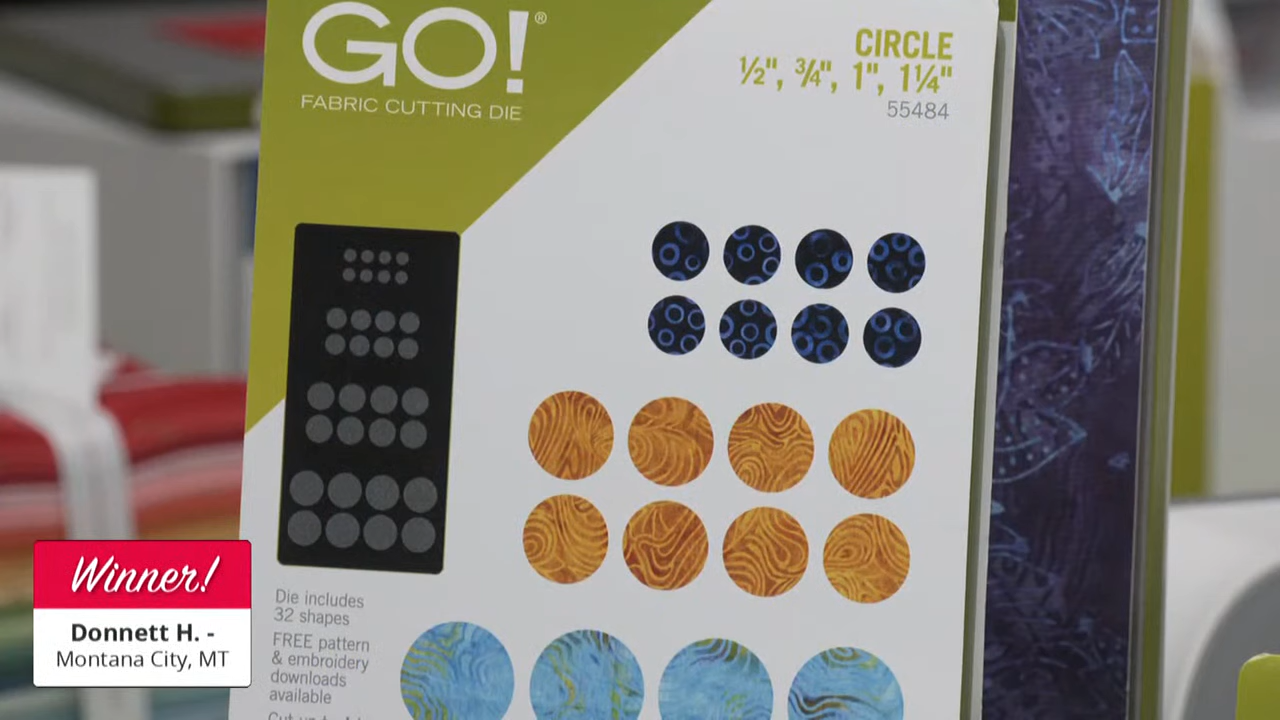 GO!®
FABRIC CUTTING DIE
CIRCLE
½", ¾", 1", 1¼"
55484
Die includes
32 shapes
FREE pattern
& embroidery
downloads
available
Winner!
Donnett H. -
Montana City, MT